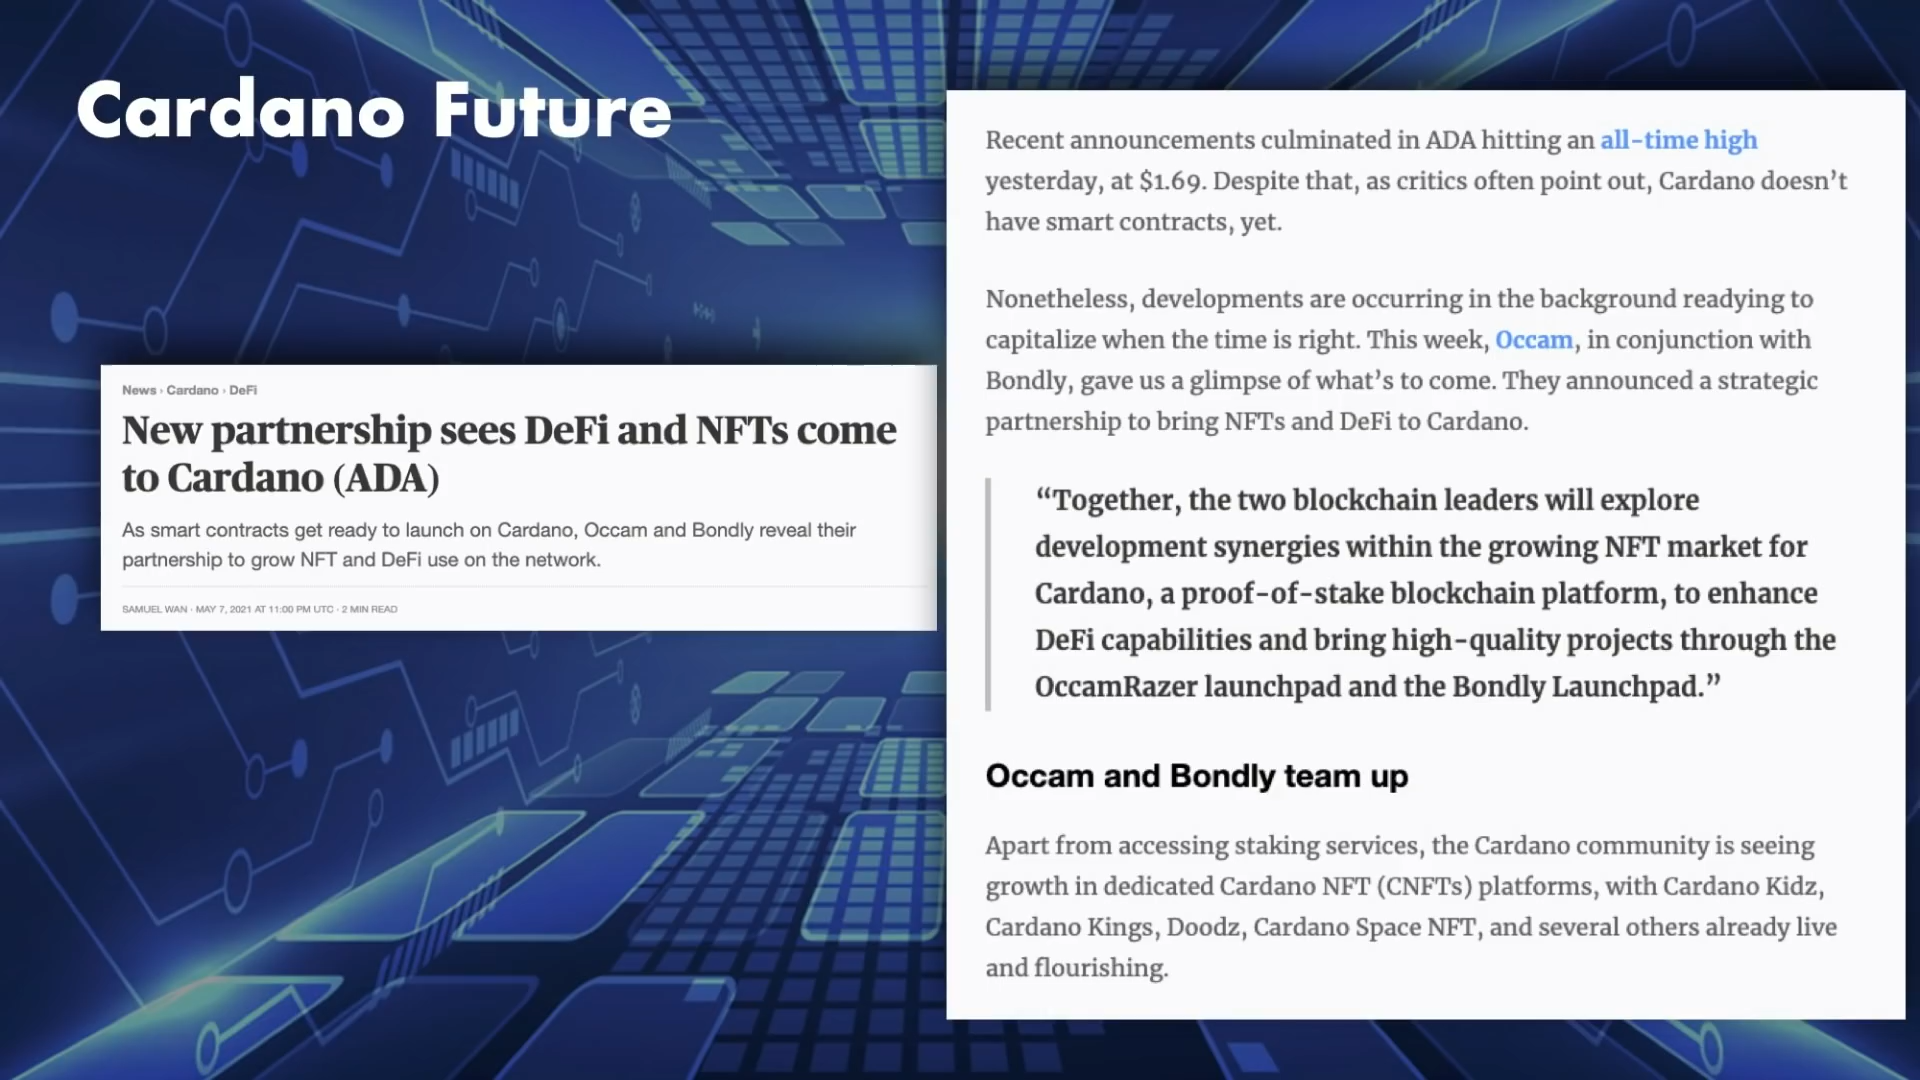 Cardano Future
News › Cardano › DeFi
New partnership sees DeFi and NFTs come
to Cardano (ADA)
As smart contracts get ready to launch on Cardano, Occam and Bondly reveal their
partnership to grow NFT and DeFi use on the network.
SAMUEL WAN · MAY 7, 2021 AT 11:00 PM UTC · 2 MIN READ
Recent announcements culminated in ADA hitting an all-time high
yesterday, at $1.69. Despite that, as critics often point out, Cardano doesn’t
have smart contracts, yet.
Nonetheless, developments are occurring in the background readying to
capitalize when the time is right. This week, Occam, in conjunction with
Bondly, gave us a glimpse of what’s to come. They announced a strategic
partnership to bring NFTs and DeFi to Cardano.
“Together, the two blockchain leaders will explore
development synergies within the growing NFT market for
Cardano, a proof-of-stake blockchain platform, to enhance
DeFi capabilities and bring high-quality projects through the
OccamRazer launchpad and the Bondly Launchpad.”
Occam and Bondly team up
Apart from accessing staking services, the Cardano community is seeing
growth in dedicated Cardano NFT (CNFTs) platforms, with Cardano Kidz,
Cardano Kings, Doodz, Cardano Space NFT, and several others already live
and flourishing.